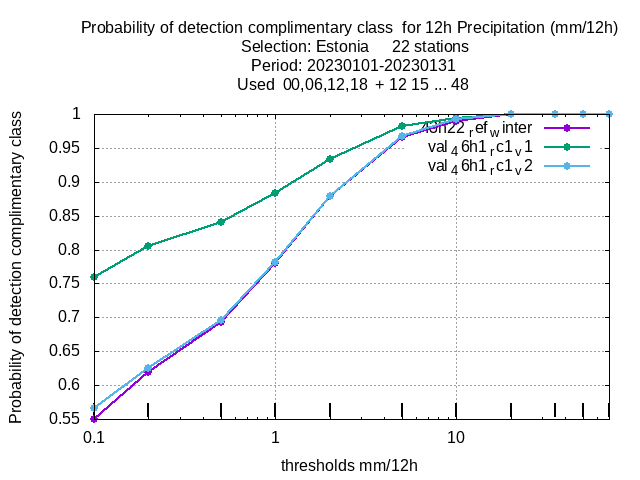 Probability of detection complimentary class  for 12h Precipitation (mm/12h)
Selection: Estonia     22 stations
Period: 20230101-20230131
Used  00,06,12,18  + 12 15 ... 48
Probability of detection complimentary class
1
0.95
0.9
0.85
0.8
0.75
0.7
0.65
0.6
0.55
0.1
1
10
thresholds mm/12h
ref_winter
val_46h1_rc1_v1
val_46h1_rc1_v2